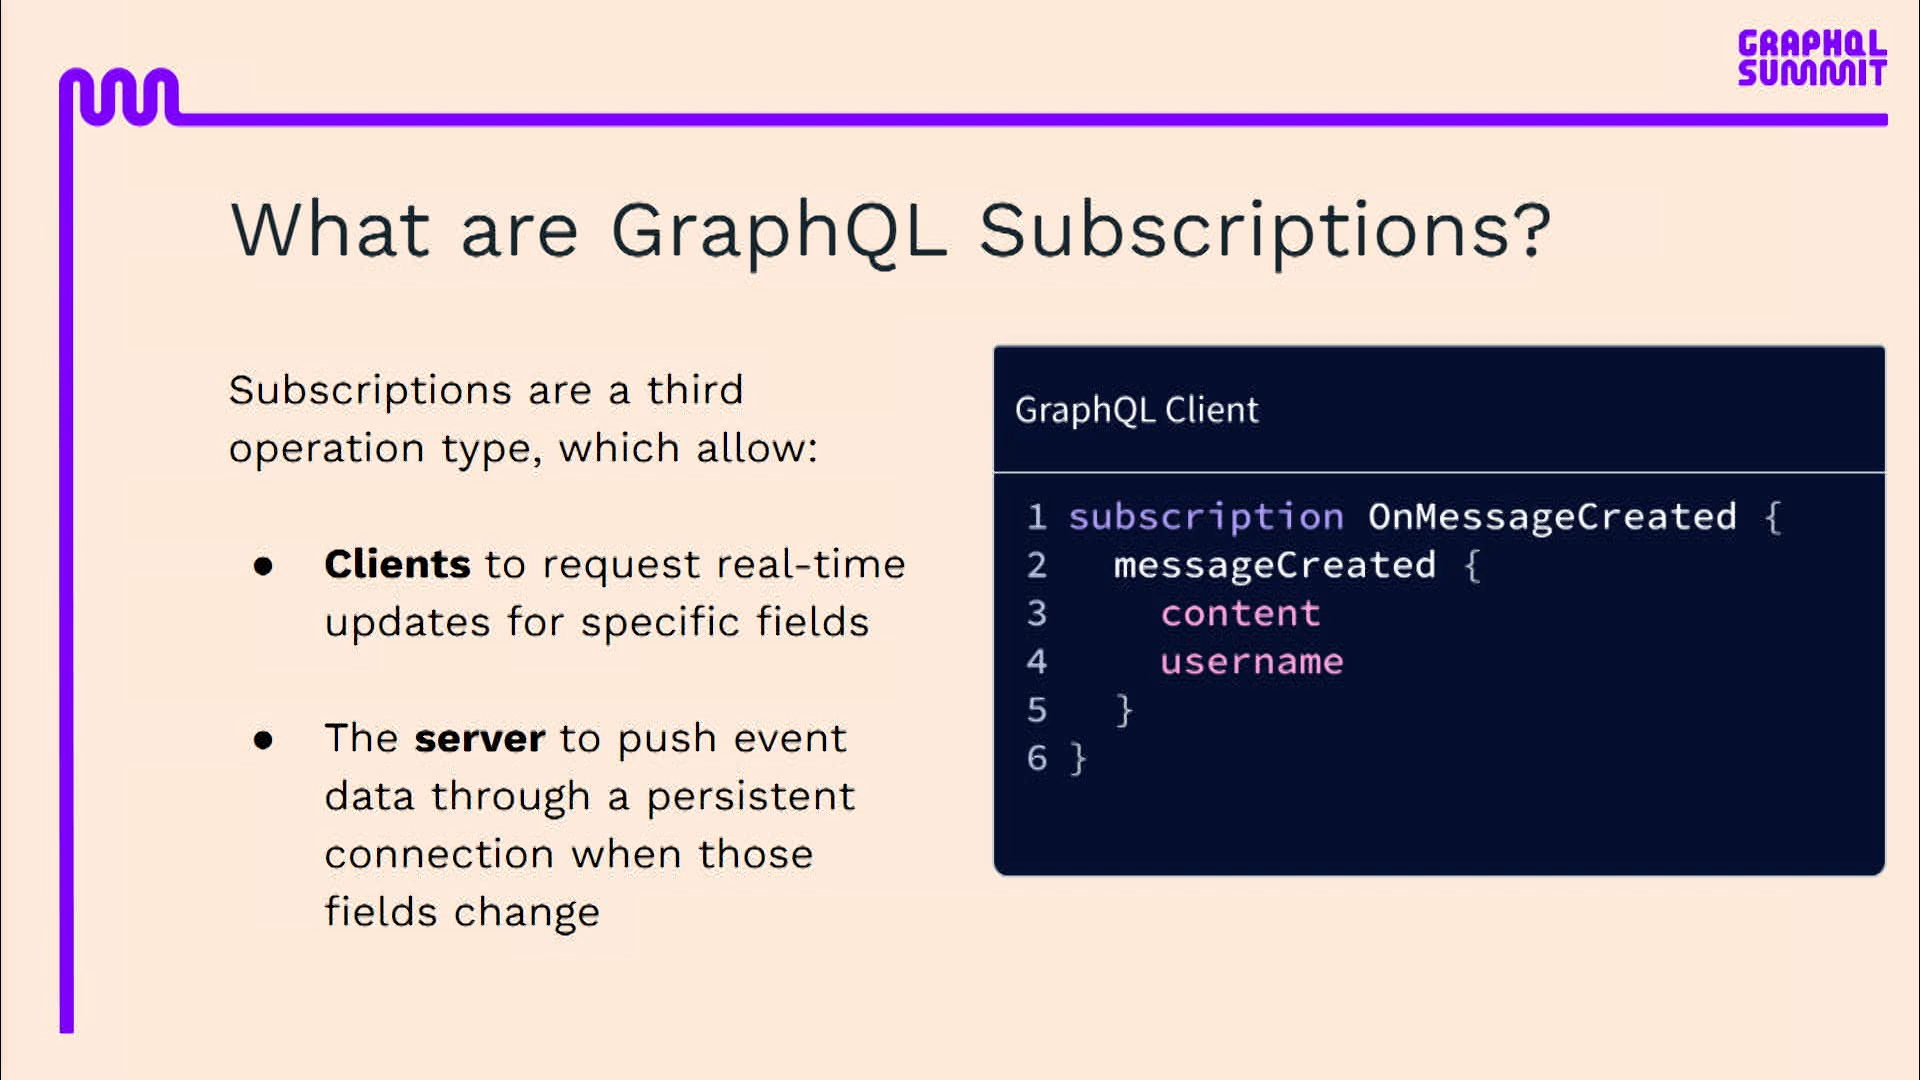 GRAPHQL
SUMMIT
What are GraphQL Subscriptions?
Subscriptions are a third
operation type, which allow:
● Clients to request real-time
updates for specific fields
● The server to push event
data through a persistent
connection when those
fields change
GraphQL Client
1 subscription OnMessageCreated {
2   messageCreated {
3     content
4     username
5   }
6 }